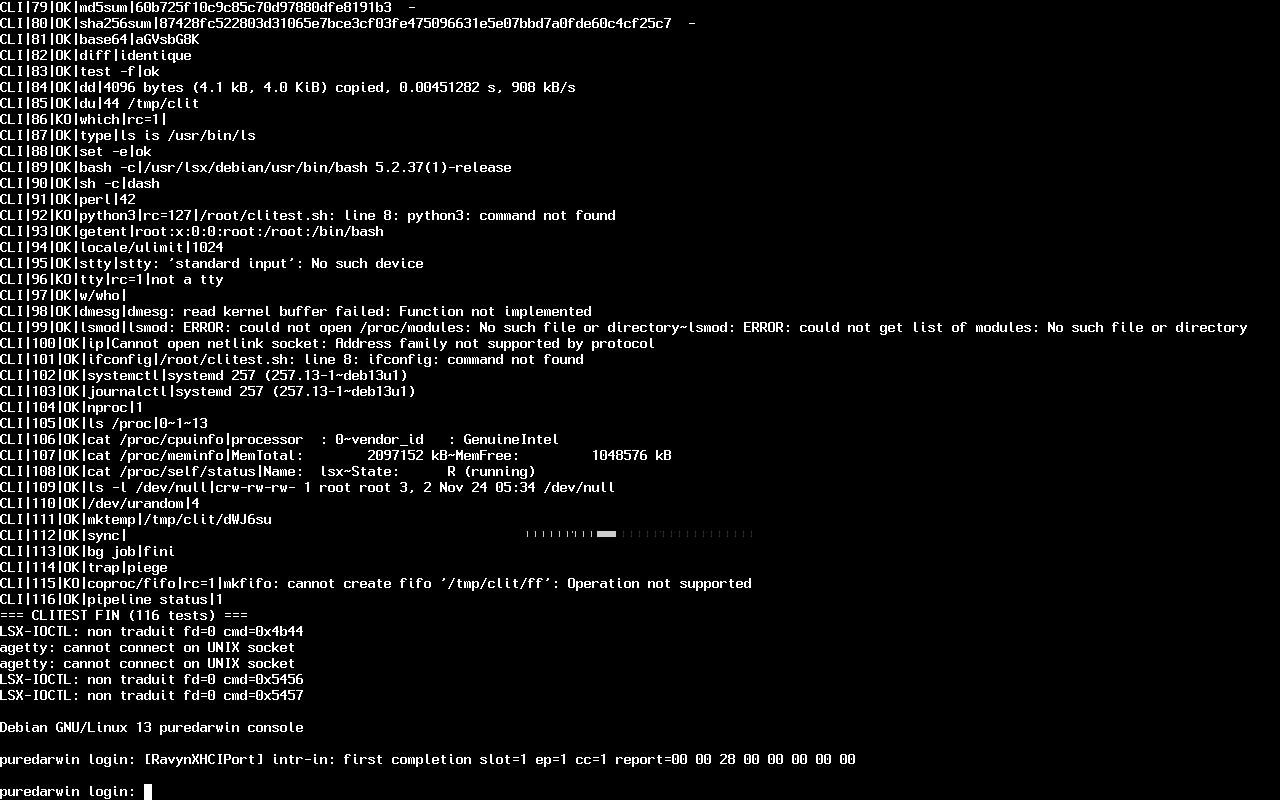 CLI|79|OK|md5sum|60b725f10c9c85c70d97880dfe8191b3  -
CLI|80|OK|sha256sum|87428fc522803d31065e7bce3cf03fe475096631e5e07bbd7a0fde60c4cf25c7  -
CLI|81|OK|base64|aGVsbG8K
CLI|82|OK|diff|identique
CLI|83|OK|test -f|ok
CLI|84|OK|dd|4096 bytes (4.1 kB, 4.0 KiB) copied, 0.00451282 s, 908 kB/s
CLI|85|OK|du|44 /tmp/clit
CLI|86|KO|which|rc=1|
CLI|87|OK|type|ls is /usr/bin/ls
CLI|88|OK|set -e|ok
CLI|89|OK|bash -c|/usr/lsx/debian/usr/bin/bash 5.2.37(1)-release
CLI|90|OK|sh -c|dash
CLI|91|OK|perl|42
CLI|92|KO|python3|rc=127|/root/clitest.sh: line 8: python3: command not found
CLI|93|OK|getent|root:x:0:0:root:/root:/bin/bash
CLI|94|OK|locale/ulimit|1024
CLI|95|OK|stty|stty: 'standard input': No such device
CLI|96|KO|tty|rc=1|not a tty
CLI|97|OK|w/who|
CLI|98|OK|dmesg|dmesg: read kernel buffer failed: Function not implemented
CLI|99|OK|lsmod|lsmod: ERROR: could not open /proc/modules: No such file or directory~lsmod: ERROR: could not get list of modules: No such file or directory
CLI|100|OK|ip|Cannot open netlink socket: Address family not supported by protocol
CLI|101|OK|ifconfig|/root/clitest.sh: line 8: ifconfig: command not found
CLI|102|OK|systemctl|systemd 257 (257.13-1~deb13u1)
CLI|103|OK|journalctl|systemd 257 (257.13-1~deb13u1)
CLI|104|OK|nproc|1
CLI|105|OK|ls /proc|0~1~13
CLI|106|OK|cat /proc/cpuinfo|processor  : 0~vendor_id   : GenuineIntel
CLI|107|OK|cat /proc/meminfo|MemTotal:        2097152 kB~MemFree:         1048576 kB
CLI|108|OK|cat /proc/self/status|Name:  lsx~State:      R (running)
CLI|109|OK|ls -l /dev/null|crw-rw-rw- 1 root root 3, 2 Nov 24 05:34 /dev/null
CLI|110|OK|/dev/urandom|4
CLI|111|OK|mktemp|/tmp/clit/dWJ6su
CLI|112|OK|sync|
CLI|113|OK|bg job|fini
CLI|114|OK|trap|piege
CLI|115|KO|coproc/fifo|rc=1|mkfifo: cannot create fifo '/tmp/clit/ff': Operation not supported
CLI|116|OK|pipeline status|1
=== CLITEST FIN (116 tests) ===
LSX-IOCTL: non traduit fd=0 cmd=0x4b44
agetty: cannot connect on UNIX socket
agetty: cannot connect on UNIX socket
LSX-IOCTL: non traduit fd=0 cmd=0x5456
LSX-IOCTL: non traduit fd=0 cmd=0x5457
Debian GNU/Linux 13 puredarwin console
puredarwin login: [RavynXHCIPort] intr-in: first completion slot=1 ep=1 cc=1 report=00 00 28 00 00 00 00 00
puredarwin login: